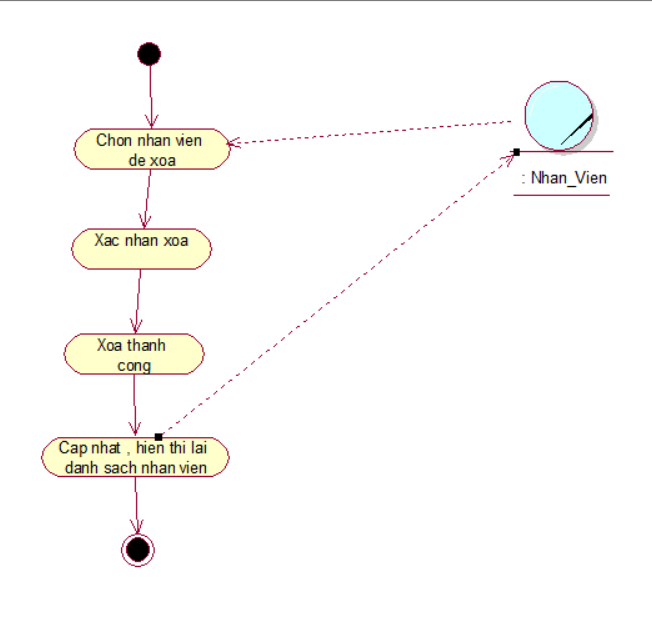 Chon nhan vien
de xoa
: Nhan_Vien
Xac nhan xoa
Xoa thanh
cong
Cap nhat , hien thi lai
danh sach nhan vien